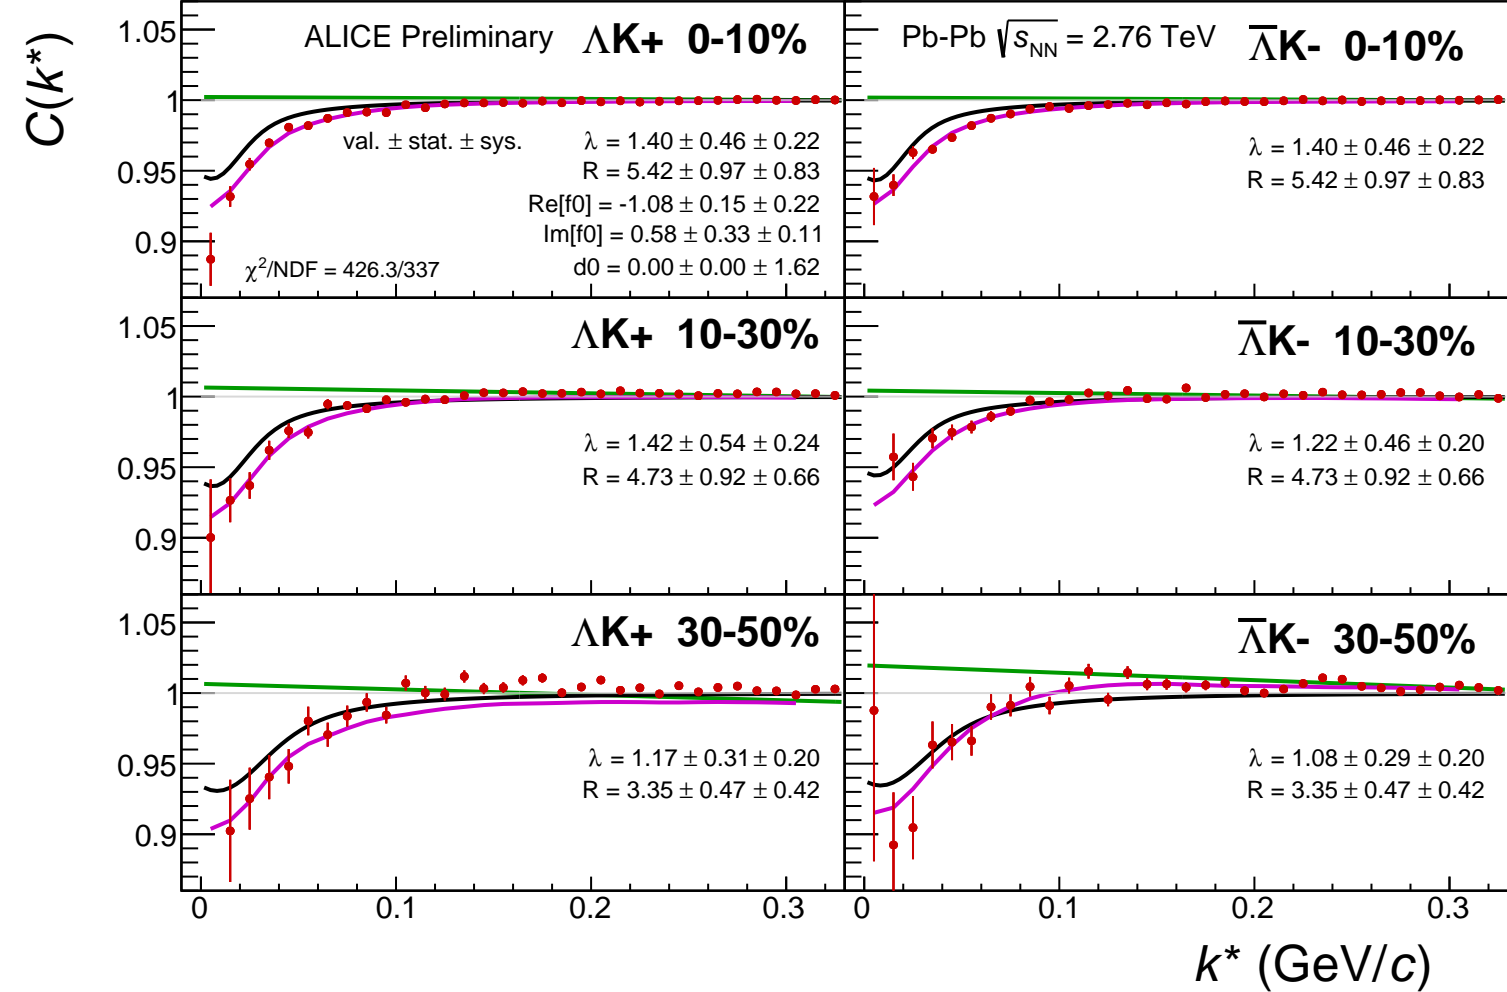 C(k*)
ALICE Preliminary ΛK+ 0-10%
1.05
1
0.95
0.9
val. ± stat. ± sys.
λ = 1.40 ± 0.46 ± 0.22
R = 5.42 ± 0.97 ± 0.83
Re[f0] = -1.08 ± 0.15 ± 0.22
Im[f0] = 0.58 ± 0.33 ± 0.11
d0 = 0.00 ± 0.00 ± 1.62
χ²/NDF = 426.3/337
Pb-Pb √s_NN = 2.76 TeV Λ̅K- 0-10%
λ = 1.40 ± 0.46 ± 0.22
R = 5.42 ± 0.97 ± 0.83
ΛK+ 10-30%
1.05
1
0.95
0.9
λ = 1.42 ± 0.54 ± 0.24
R = 4.73 ± 0.92 ± 0.66
Λ̅K- 10-30%
λ = 1.22 ± 0.46 ± 0.20
R = 4.73 ± 0.92 ± 0.66
ΛK+ 30-50%
1.05
1
0.95
0.9
λ = 1.17 ± 0.31 ± 0.20
R = 3.35 ± 0.47 ± 0.42
Λ̅K- 30-50%
λ = 1.08 ± 0.29 ± 0.20
R = 3.35 ± 0.47 ± 0.42
0 0.1 0.2 0.3
0 0.1 0.2 0.3
k* (GeV/c)